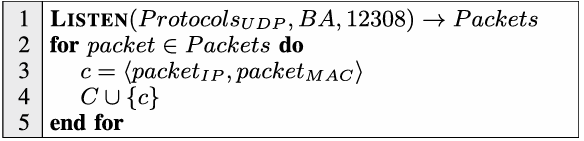 1 LISTEN(Protocols_UDP, BA, 12308) → Packets
2 for packet ∈ Packets do
3 c = ⟨packet_IP, packet_MAC⟩
4 C ∪ {c}
5 end for